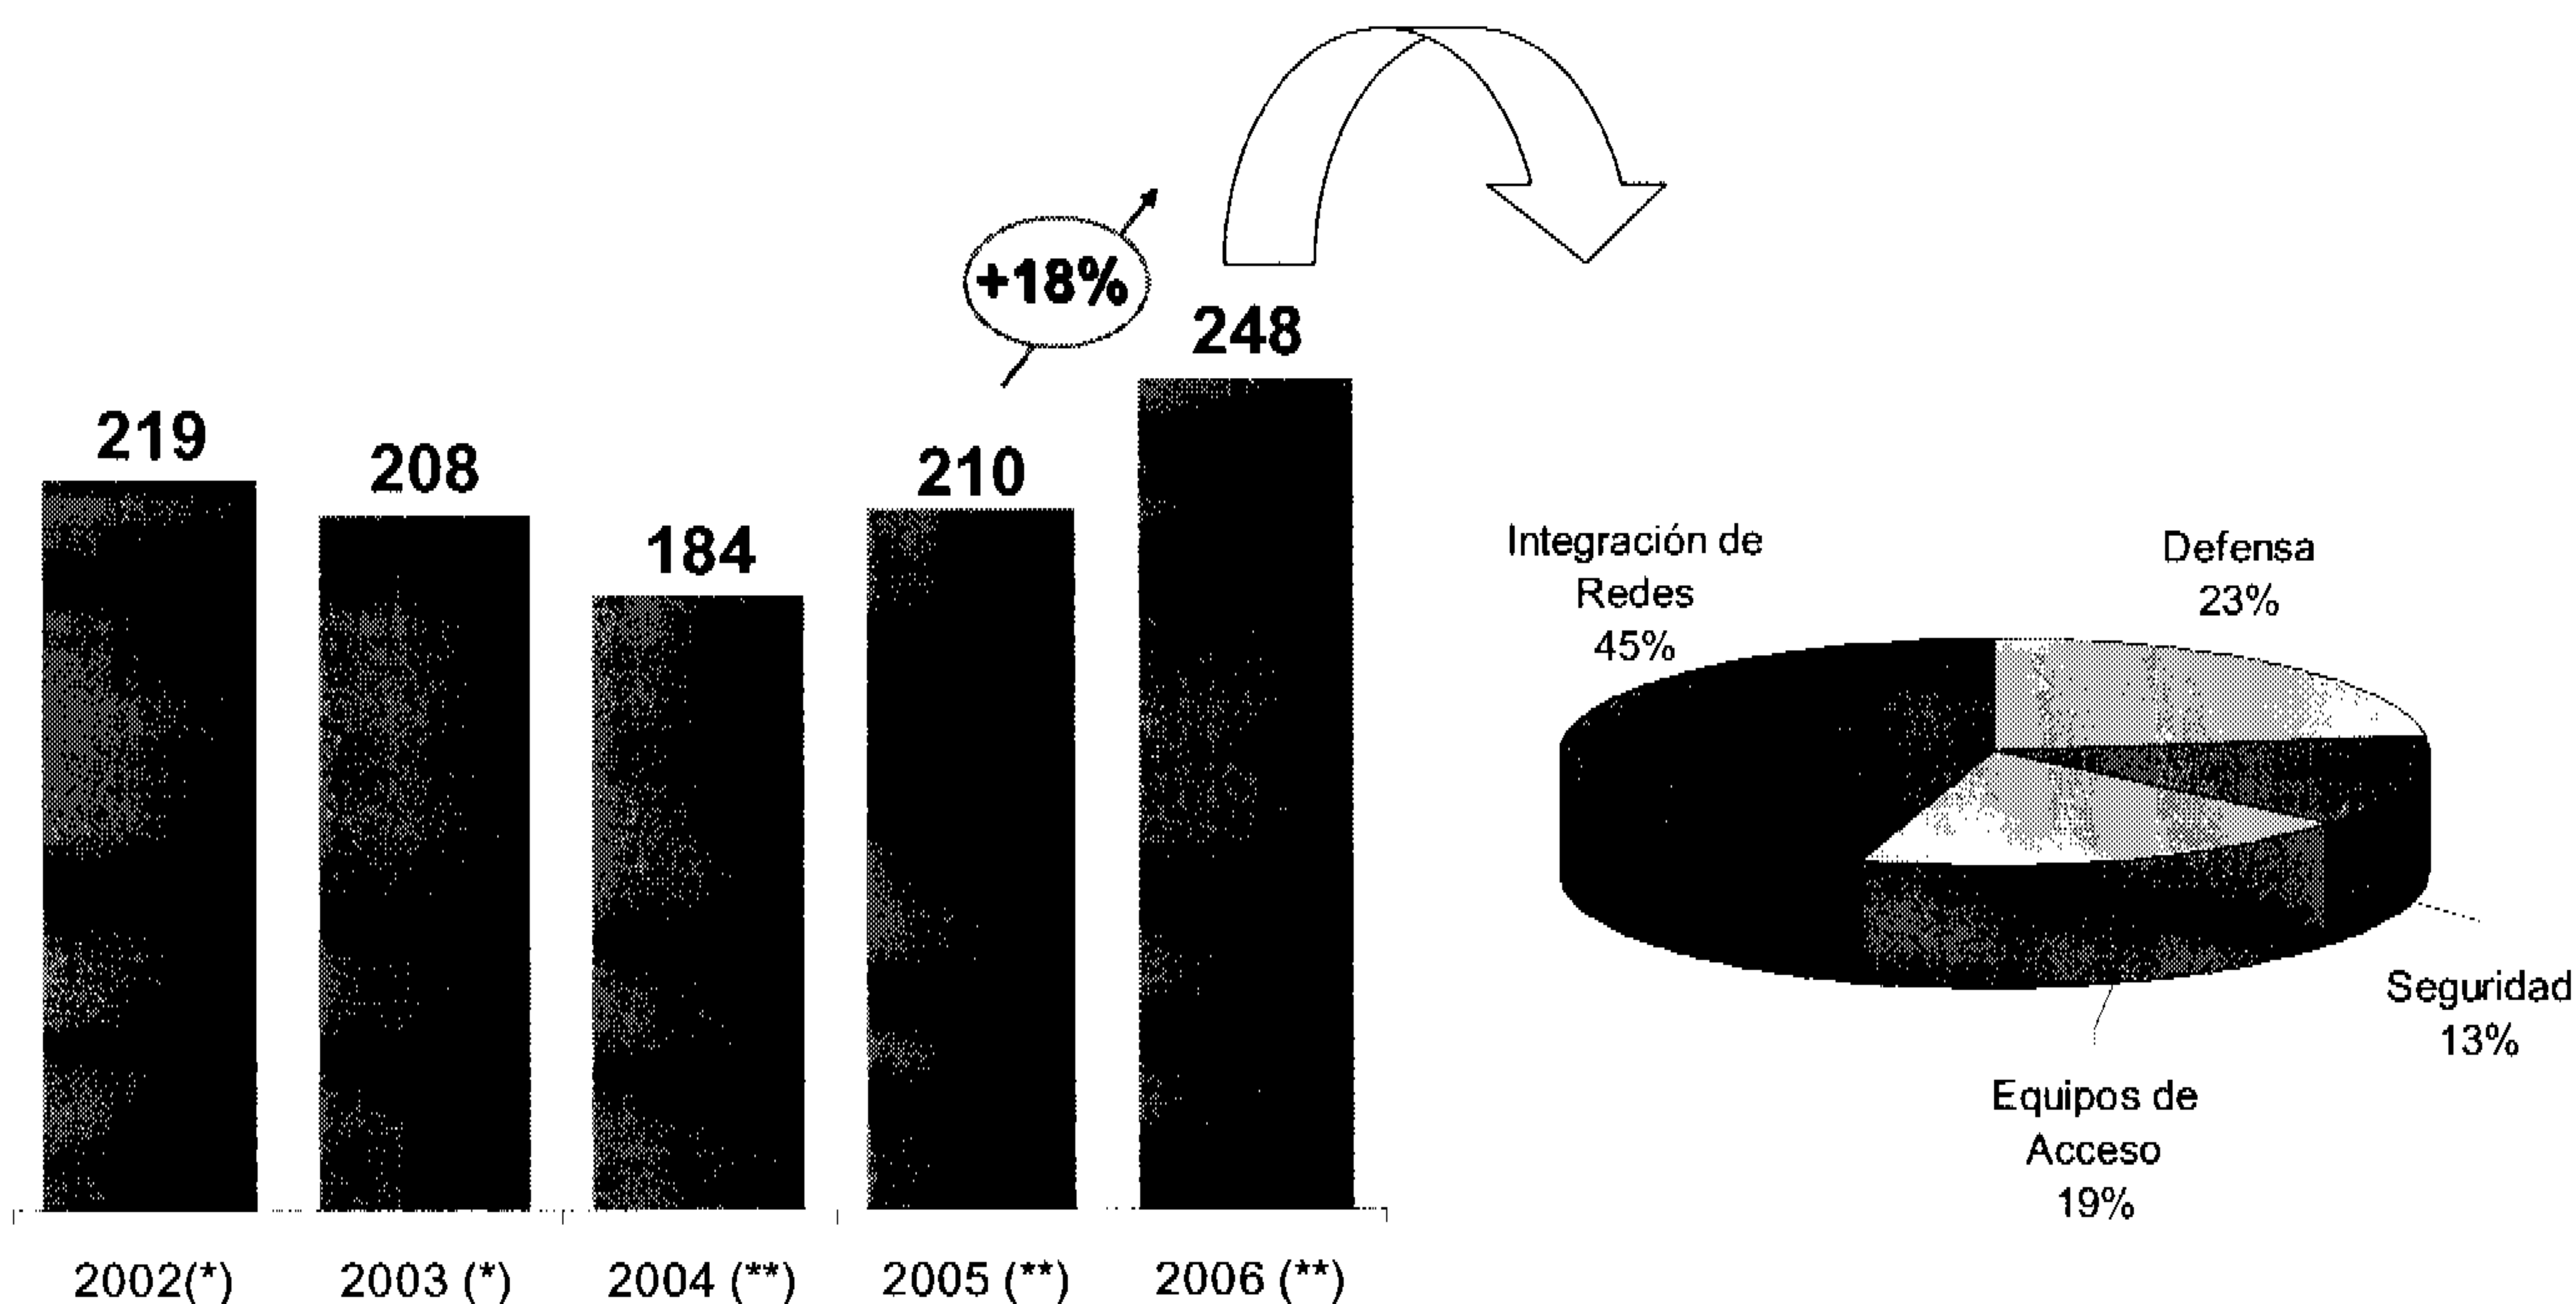 +18%
248
219
208
184
210
2002(*)
2003 (*)
2004 (**)
2005 (**)
2006 (**)
Integración de
Redes
45%
Defensa
23%
Seguridad
13%
Equipos de
Acceso
19%